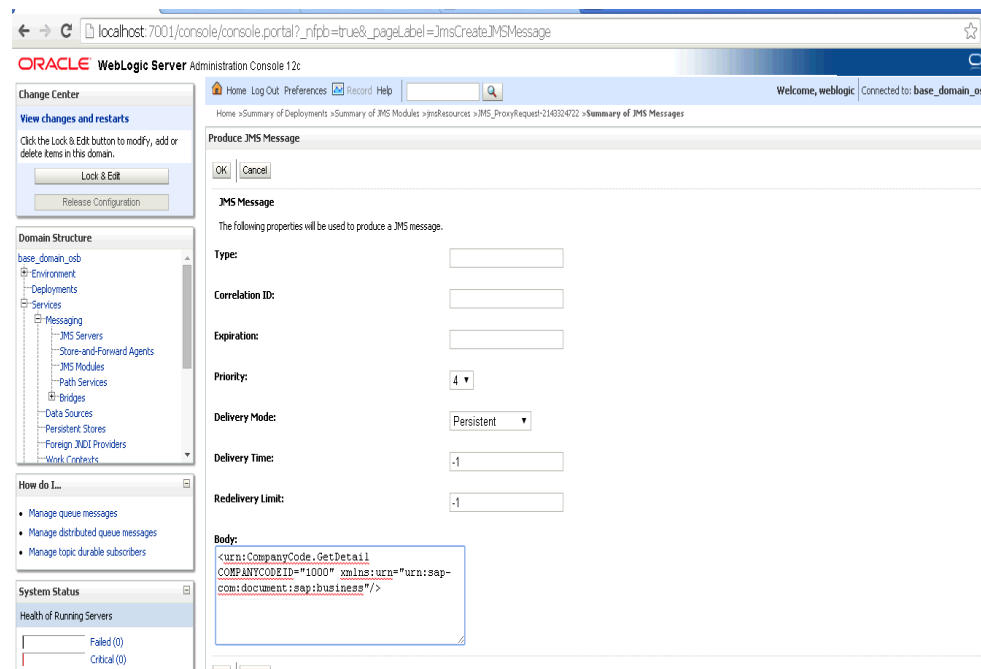 localhost:7001/console/console.portal?_nfpb=true&_pageLabel=JmsCreateJMSMessage
ORACLE WebLogic Server Administration Console 12c
Change Center
View changes and restarts
Click the Lock & Edit button to modify, add or
delete items in this domain.
Lock & Edit
Release Configuration
Domain Structure
base_domain_osb
Environment
Deployments
Services
Messaging
JMS Servers
Store-and-Forward Agents
JMS Modules
Path Services
Bridges
Data Sources
Persistent Stores
Foreign JNDI Providers
Work Contexts
How do I...
Manage queue messages
Manage distributed queue messages
Manage topic durable subscribers
System Status
Health of Running Servers
Failed (0)
Critical (0)
Home Log Out Preferences Record Help
Welcome, weblogic Connected to: base_domain_os
Home >Summary of Deployments >Summary of JMS Modules >jmsResources >JMS_ProxyRequest-2143324722 >Summary of JMS Messages
Produce JMS Message
OK Cancel
JMS Message
The following properties will be used to produce a JMS message.
Type:
Correlation ID:
Expiration:
Priority:
4
Delivery Mode:
Persistent
Delivery Time:
-1
Redelivery Limit:
-1
Body:
<urn:CompanyCode.GetDetail
COMPANYCODEID="1000" xmlns:urn="urn:sap-
com:document:sap:business"/>